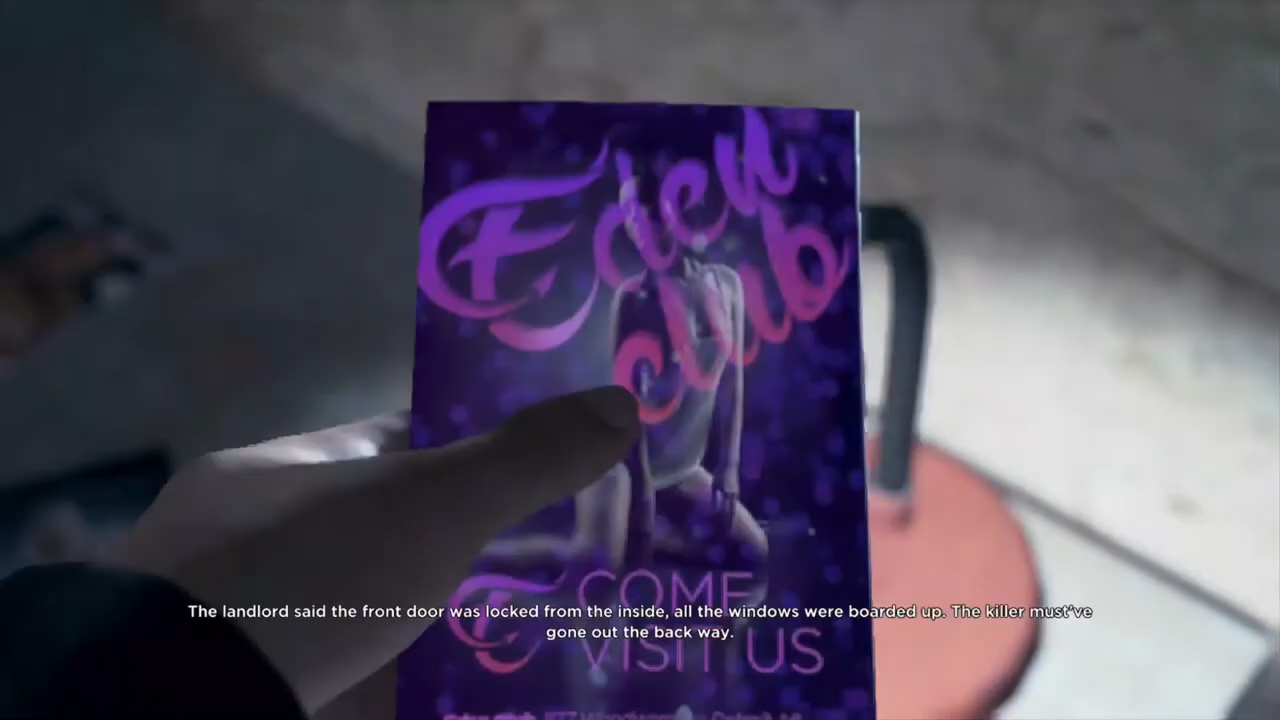 Eden
club
COME
VISIT US
The landlord said the front door was locked from the inside, all the windows were boarded up. The killer must've
gone out the back way.